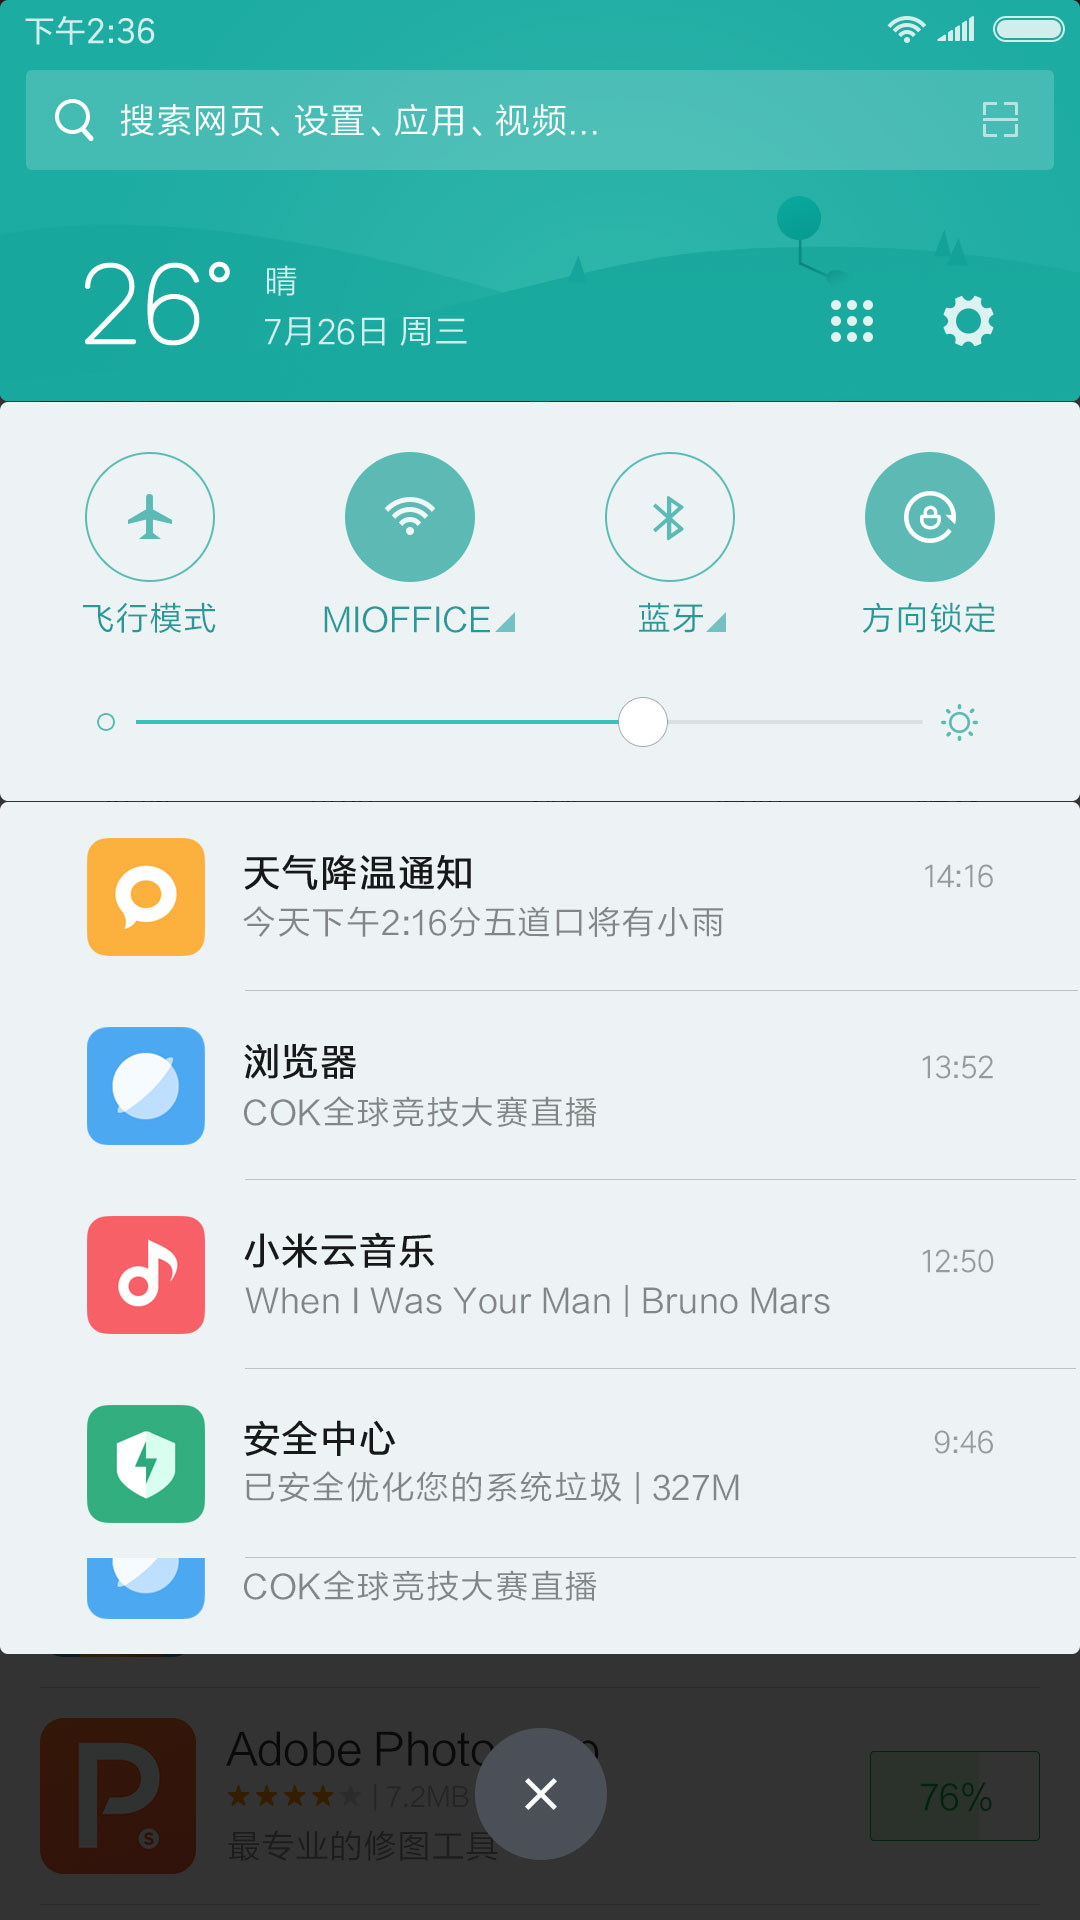 下午2:36
搜索网页、设置、应用、视频...
26°
晴
7月26日 周三
飞行模式
MIOFFICE
蓝牙
方向锁定
天气降温通知
14:16
今天下午2:16分五道口将有小雨
浏览器
13:52
COK全球竞技大赛直播
小米云音乐
12:50
When I Was Your Man | Bruno Mars
安全中心
9:46
已安全优化您的系统垃圾 | 327M
COK全球竞技大赛直播
Adobe
| 7.2MB
76%
最专业的修图工具